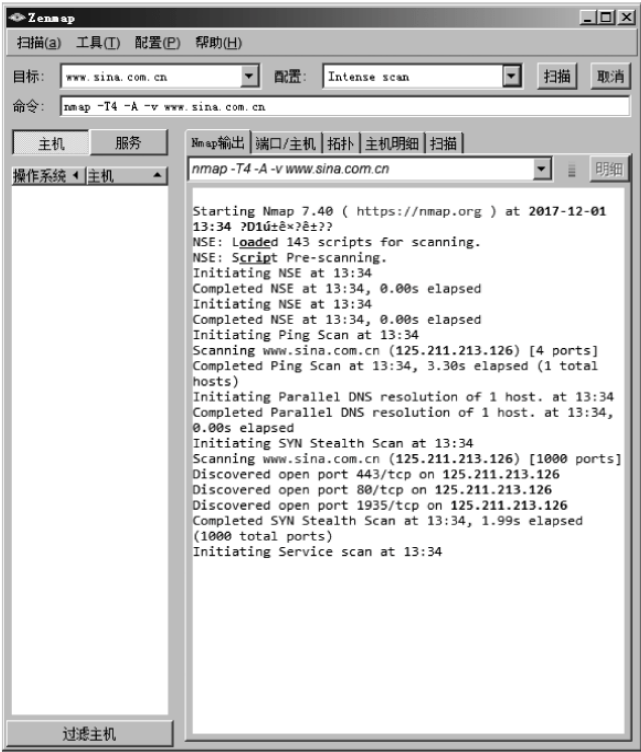 Zenmap
扫描(a) 工具(T) 配置(P) 帮助(H)
目标: www.sina.com.cn 配置: Intense scan 扫描 取消
命令: nmap -T4 -A -v www.sina.com.cn
主机 服务
操作系统 主机
Nmap输出 端口/主机 拓扑 主机明细 扫描
nmap -T4 -A -v www.sina.com.cn 明细
Starting Nmap 7.40 ( https://nmap.org ) at 2017-12-01
13:34 ?D1ú±ê×?ê±??
NSE: Loaded 143 scripts for scanning.
NSE: Script Pre-scanning.
Initiating NSE at 13:34
Completed NSE at 13:34, 0.00s elapsed
Initiating NSE at 13:34
Completed NSE at 13:34, 0.00s elapsed
Initiating Ping Scan at 13:34
Scanning www.sina.com.cn (125.211.213.126) [4 ports]
Completed Ping Scan at 13:34, 3.30s elapsed (1 total
hosts)
Initiating Parallel DNS resolution of 1 host. at 13:34
Completed Parallel DNS resolution of 1 host. at 13:34,
0.00s elapsed
Initiating SYN Stealth Scan at 13:34
Scanning www.sina.com.cn (125.211.213.126) [1000 ports]
Discovered open port 443/tcp on 125.211.213.126
Discovered open port 80/tcp on 125.211.213.126
Discovered open port 1935/tcp on 125.211.213.126
Completed SYN Stealth Scan at 13:34, 1.99s elapsed
(1000 total ports)
Initiating Service scan at 13:34
过滤主机